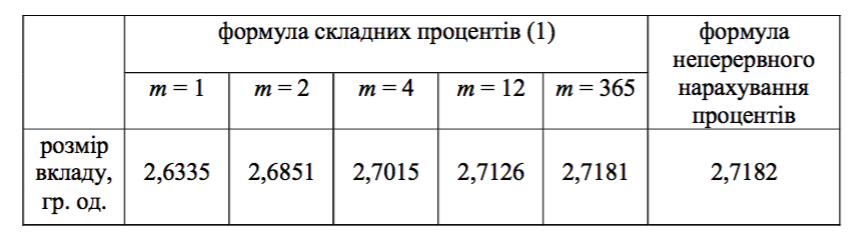 формула складних процентів (1)
формула
неперервного
нарахування
процентів
m = 1
m = 2
m = 4
m = 12
m = 365
розмір
вкладу,
гр. од.
2,6335
2,6851
2,7015
2,7126
2,7181
2,7182